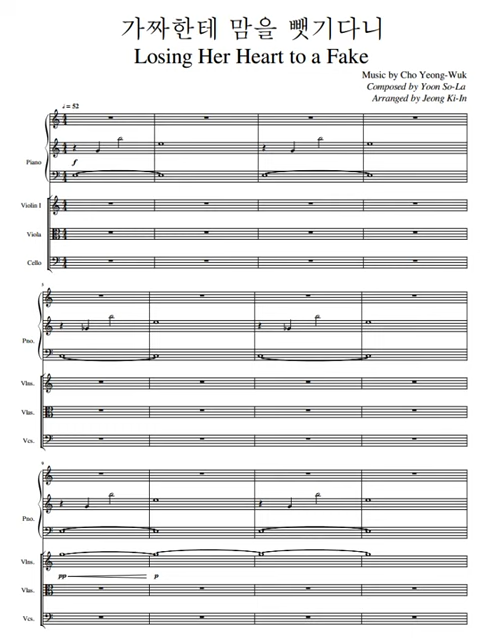 가짜한테 맘을 뺏기다니
Losing Her Heart to a Fake
Music by Cho Yeong-Wuk
Composed by Yoon So-La
Arranged by Jeong Ki-In
♩ = 52
Piano
f
Violin I
Viola
Cello
5
Pno.
Vlns.
Vlas.
Vcs.
Pno.
Vlns.
pp
p
Vlas.
Vcs.